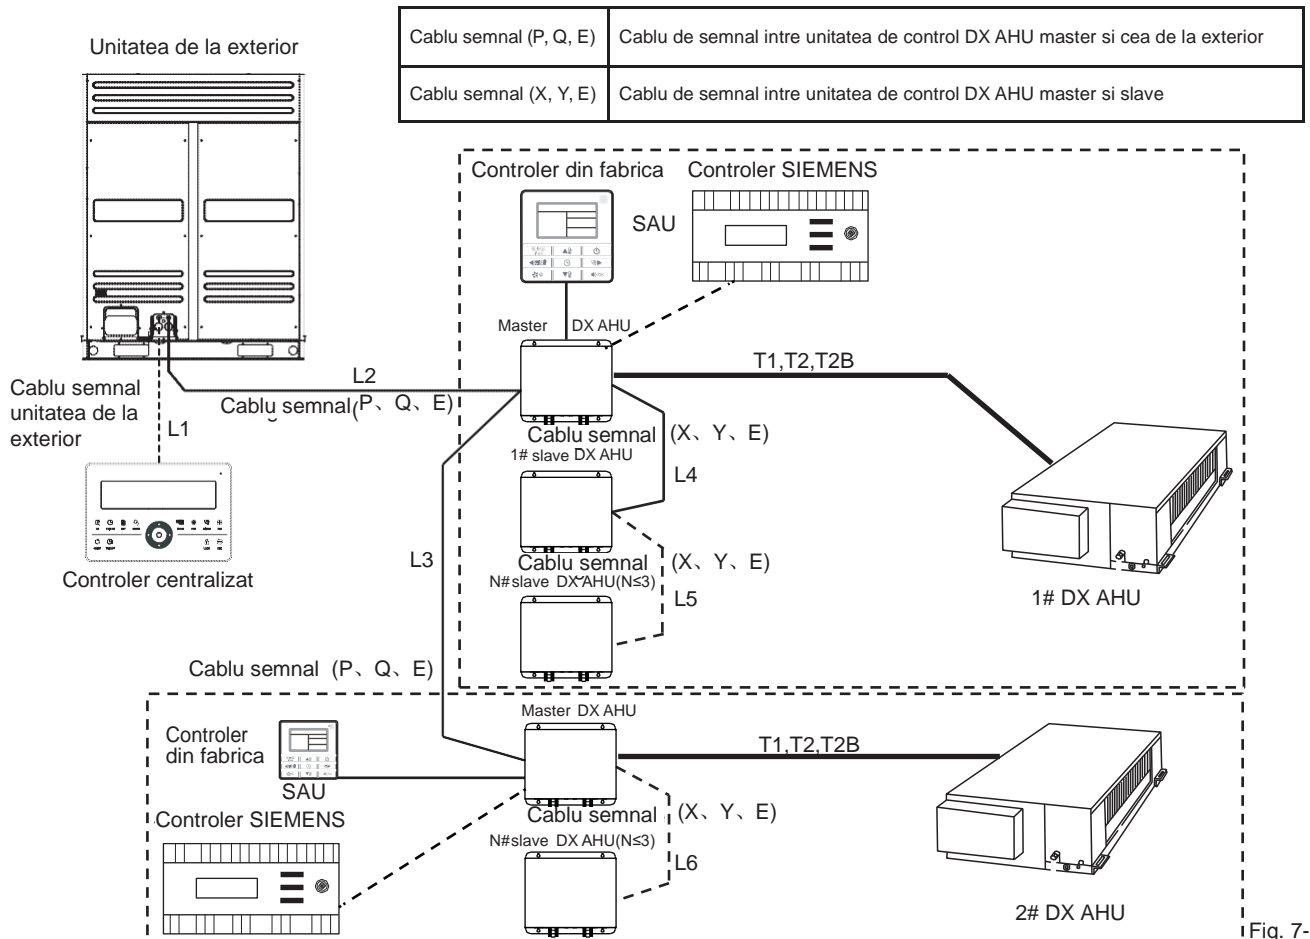 Cablu semnal (P, Q, E) Cablu de semnal intre unitatea de control DX AHU master si cea de la exterior
Cablu semnal (X, Y, E) Cablu de semnal intre unitatea de control DX AHU master si slave
Unitatea de la exterior
Controler din fabrica
Controler SIEMENS
SAU
Master DX AHU
T1,T2,T2B
L2
Cablu semnal(P、Q、E)
Cablu semnal
unitatea de la
exterior
L1
Cablu semnal (X、Y、E)
1# slave DX AHU
L4
L3
Cablu semnal (X、Y、E)
N#slave DX AHU(N≤3)
L5
Controler centralizat
1# DX AHU
Cablu semnal (P、Q、E)
Master DX AHU
Controler
din fabrica
T1,T2,T2B
SAU
Controler SIEMENS
Cablu semnal (X、Y、E)
N#slave DX AHU(N≤3)
L6
2# DX AHU
Fig. 7-